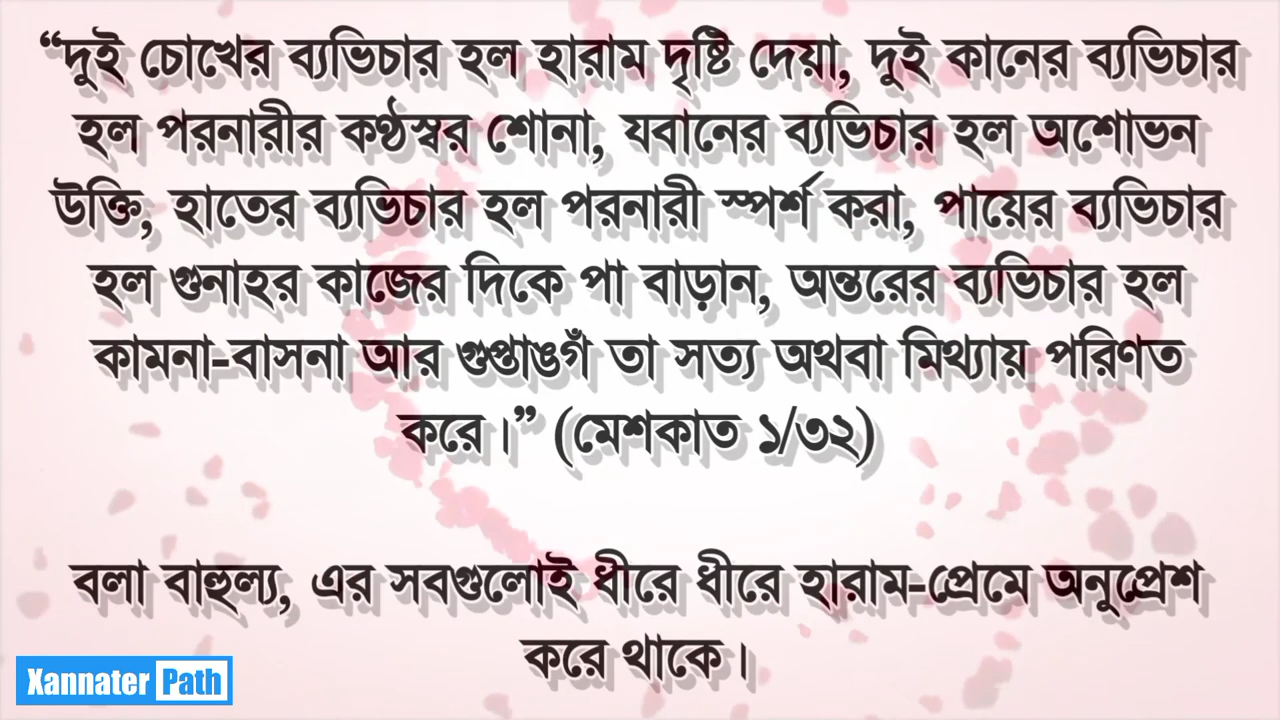 “দুই চোখের ব্যভিচার হল হারাম দৃষ্টি দেয়া, দুই কানের ব্যভিচার
হল পরনারীর কণ্ঠস্বর শোনা, যবানের ব্যভিচার হল অশোভন
উক্তি, হাতের ব্যভিচার হল পরনারী স্পর্শ করা, পায়ের ব্যভিচার
হল গুনাহর কাজের দিকে পা বাড়ান, অন্তরের ব্যভিচার হল
কামনা-বাসনা আর গুপ্তাঙগঁ তা সত্য অথবা মিথ্যায় পরিণত
করে।” (মেশকাত ১/৩২)
বলা বাহুল্য, এর সবগুলোই ধীরে ধীরে হারাম-প্রেমে অনুপ্রেশ
করে থাকে।
Xannater Path